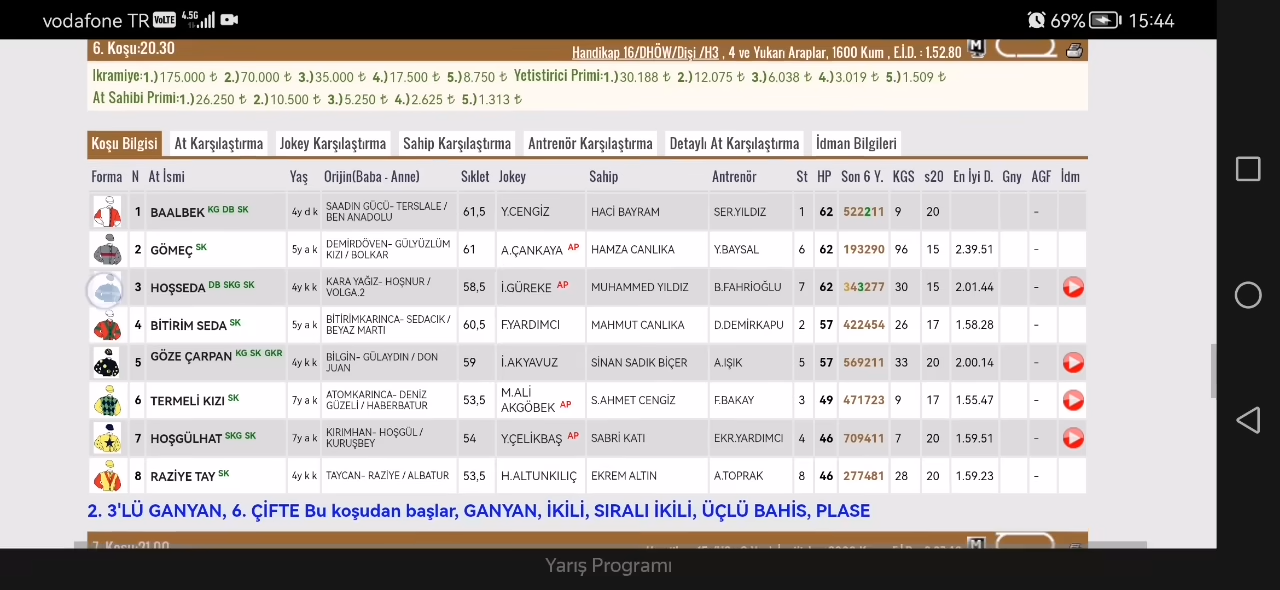 vodafone TR VoLTE 4.5G 69% 15:44
6. Koşu:20.30 Handikap 16/DHÖW/Dişi /H3 , 4 ve Yukarı Araplar, 1600 Kum , E.İ.D. : 1.52.80 M
Ikramiye:1.)175.000 ₺ 2.)70.000 ₺ 3.)35.000 ₺ 4.)17.500 ₺ 5.)8.750 ₺ Yetistirici Primi:1.)30.188 ₺ 2.)12.075 ₺ 3.)6.038 ₺ 4.)3.019 ₺ 5.)1.509 ₺
At Sahibi Primi:1.)26.250 ₺ 2.)10.500 ₺ 3.)5.250 ₺ 4.)2.625 ₺ 5.)1.313 ₺
Koşu Bilgisi At Karşılaştırma Jokey Karşılaştırma Sahip Karşılaştırma Antrenör Karşılaştırma Detaylı At Karşılaştırma İdman Bilgileri
Forma N At İsmi Yaş Orijin(Baba - Anne) Sıklet Jokey Sahip Antrenör St HP Son 6 Y. KGS s20 En İyi D. Gny AGF İdm
1 BAALBEK KG DB SK 4y d k SAADIN GÜCÜ- TERSLALE / BEN ANADOLU 61,5 Y.CENGİZ HACİ BAYRAM SER.YILDIZ 1 62 522211 9 20 -
2 GÖMEÇ SK 5y a k DEMİRDÖVEN- GÜLYÜZLÜM KIZI / BOLKAR 61 A.ÇANKAYA AP HAMZA CANLIKA Y.BAYSAL 6 62 193290 96 15 2.39.51 -
3 HOŞSEDA DB SKG SK 4y k k KARA YAĞIZ- HOŞNUR / VOLGA.2 58,5 İ.GÜREKE AP MUHAMMED YILDIZ B.FAHRİOĞLU 7 62 343277 30 15 2.01.44 -
4 BİTİRİM SEDA SK 5y a k BİTİRİMKARINCA- SEDACIK / BEYAZ MARTI 60,5 F.YARDIMCI MAHMUT CANLIKA D.DEMİRKAPU 2 57 422454 26 17 1.58.28 -
5 GÖZE ÇARPAN KG SK GKR 4y k k BİLGİN- GÜLAYDIN / DON JUAN 59 İ.AKYAVUZ SİNAN SADIK BİÇER A.IŞIK 5 57 569211 33 20 2.00.14 -
6 TERMELİ KIZI SK 7y a k ATOMKARINCA- DENİZ GÜZELİ / HABERBATUR 53,5 M.ALİ AKGÖBEK AP S.AHMET CENGİZ F.BAKAY 3 49 471723 9 17 1.55.47 -
7 HOŞGÜLHAT SKG SK 7y a k KIRIMHAN- HOŞGÜL / KURUŞBEY 54 Y.ÇELİKBAŞ AP SABRİ KATI EKR.YARDIMCI 4 46 709411 7 20 1.59.51 -
8 RAZİYE TAY SK 4y k k TAYCAN- RAZİYE / ALBATUR 53,5 H.ALTUNKILIÇ EKREM ALTIN A.TOPRAK 8 46 277481 28 20 1.59.23 -
2. 3'LÜ GANYAN, 6. ÇİFTE Bu koşudan başlar, GANYAN, İKİLİ, SIRALI İKİLİ, ÜÇLÜ BAHİS, PLASE
7. Koşu:21.00
Yarış Programı